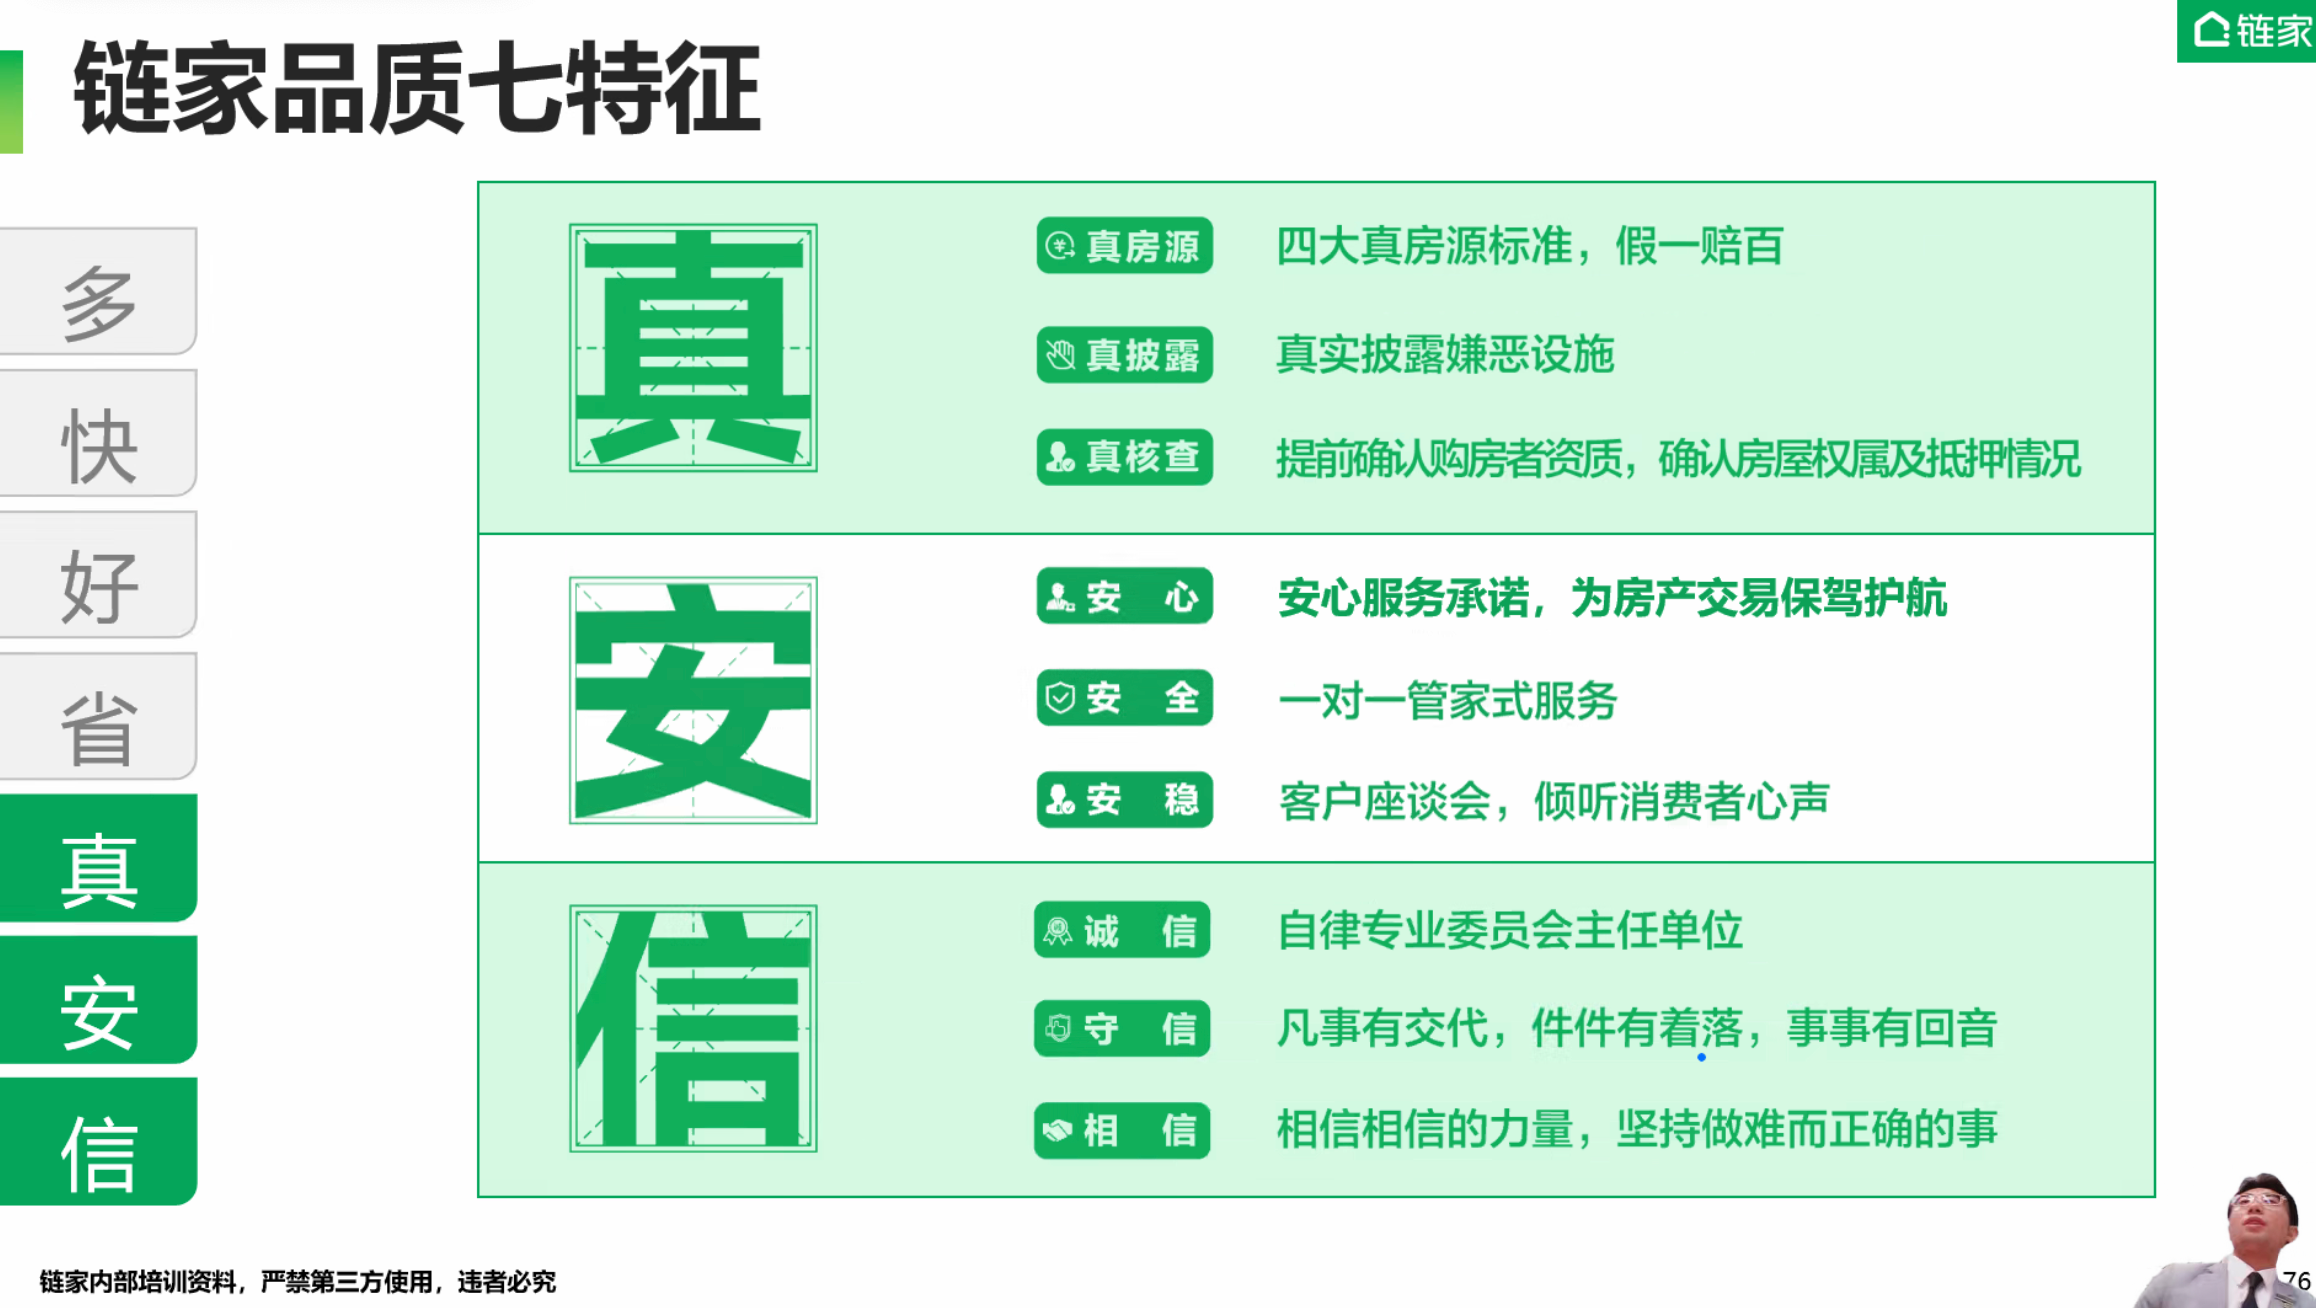 链家品质七特征
链家
多
快
好
省
真
安
信
真
真房源 四大真房源标准，假一赔百
真披露 真实披露嫌恶设施
真核查 提前确认购房者资质，确认房屋权属及抵押情况
安
安心 安心服务承诺，为房产交易保驾护航
安全 一对一管家式服务
安稳 客户座谈会，倾听消费者心声
信
诚信 自律专业委员会主任单位
守信 凡事有交代，件件有着落，事事有回音
相信 相信相信的力量，坚持做难而正确的事
链家内部培训资料，严禁第三方使用，违者必究
76